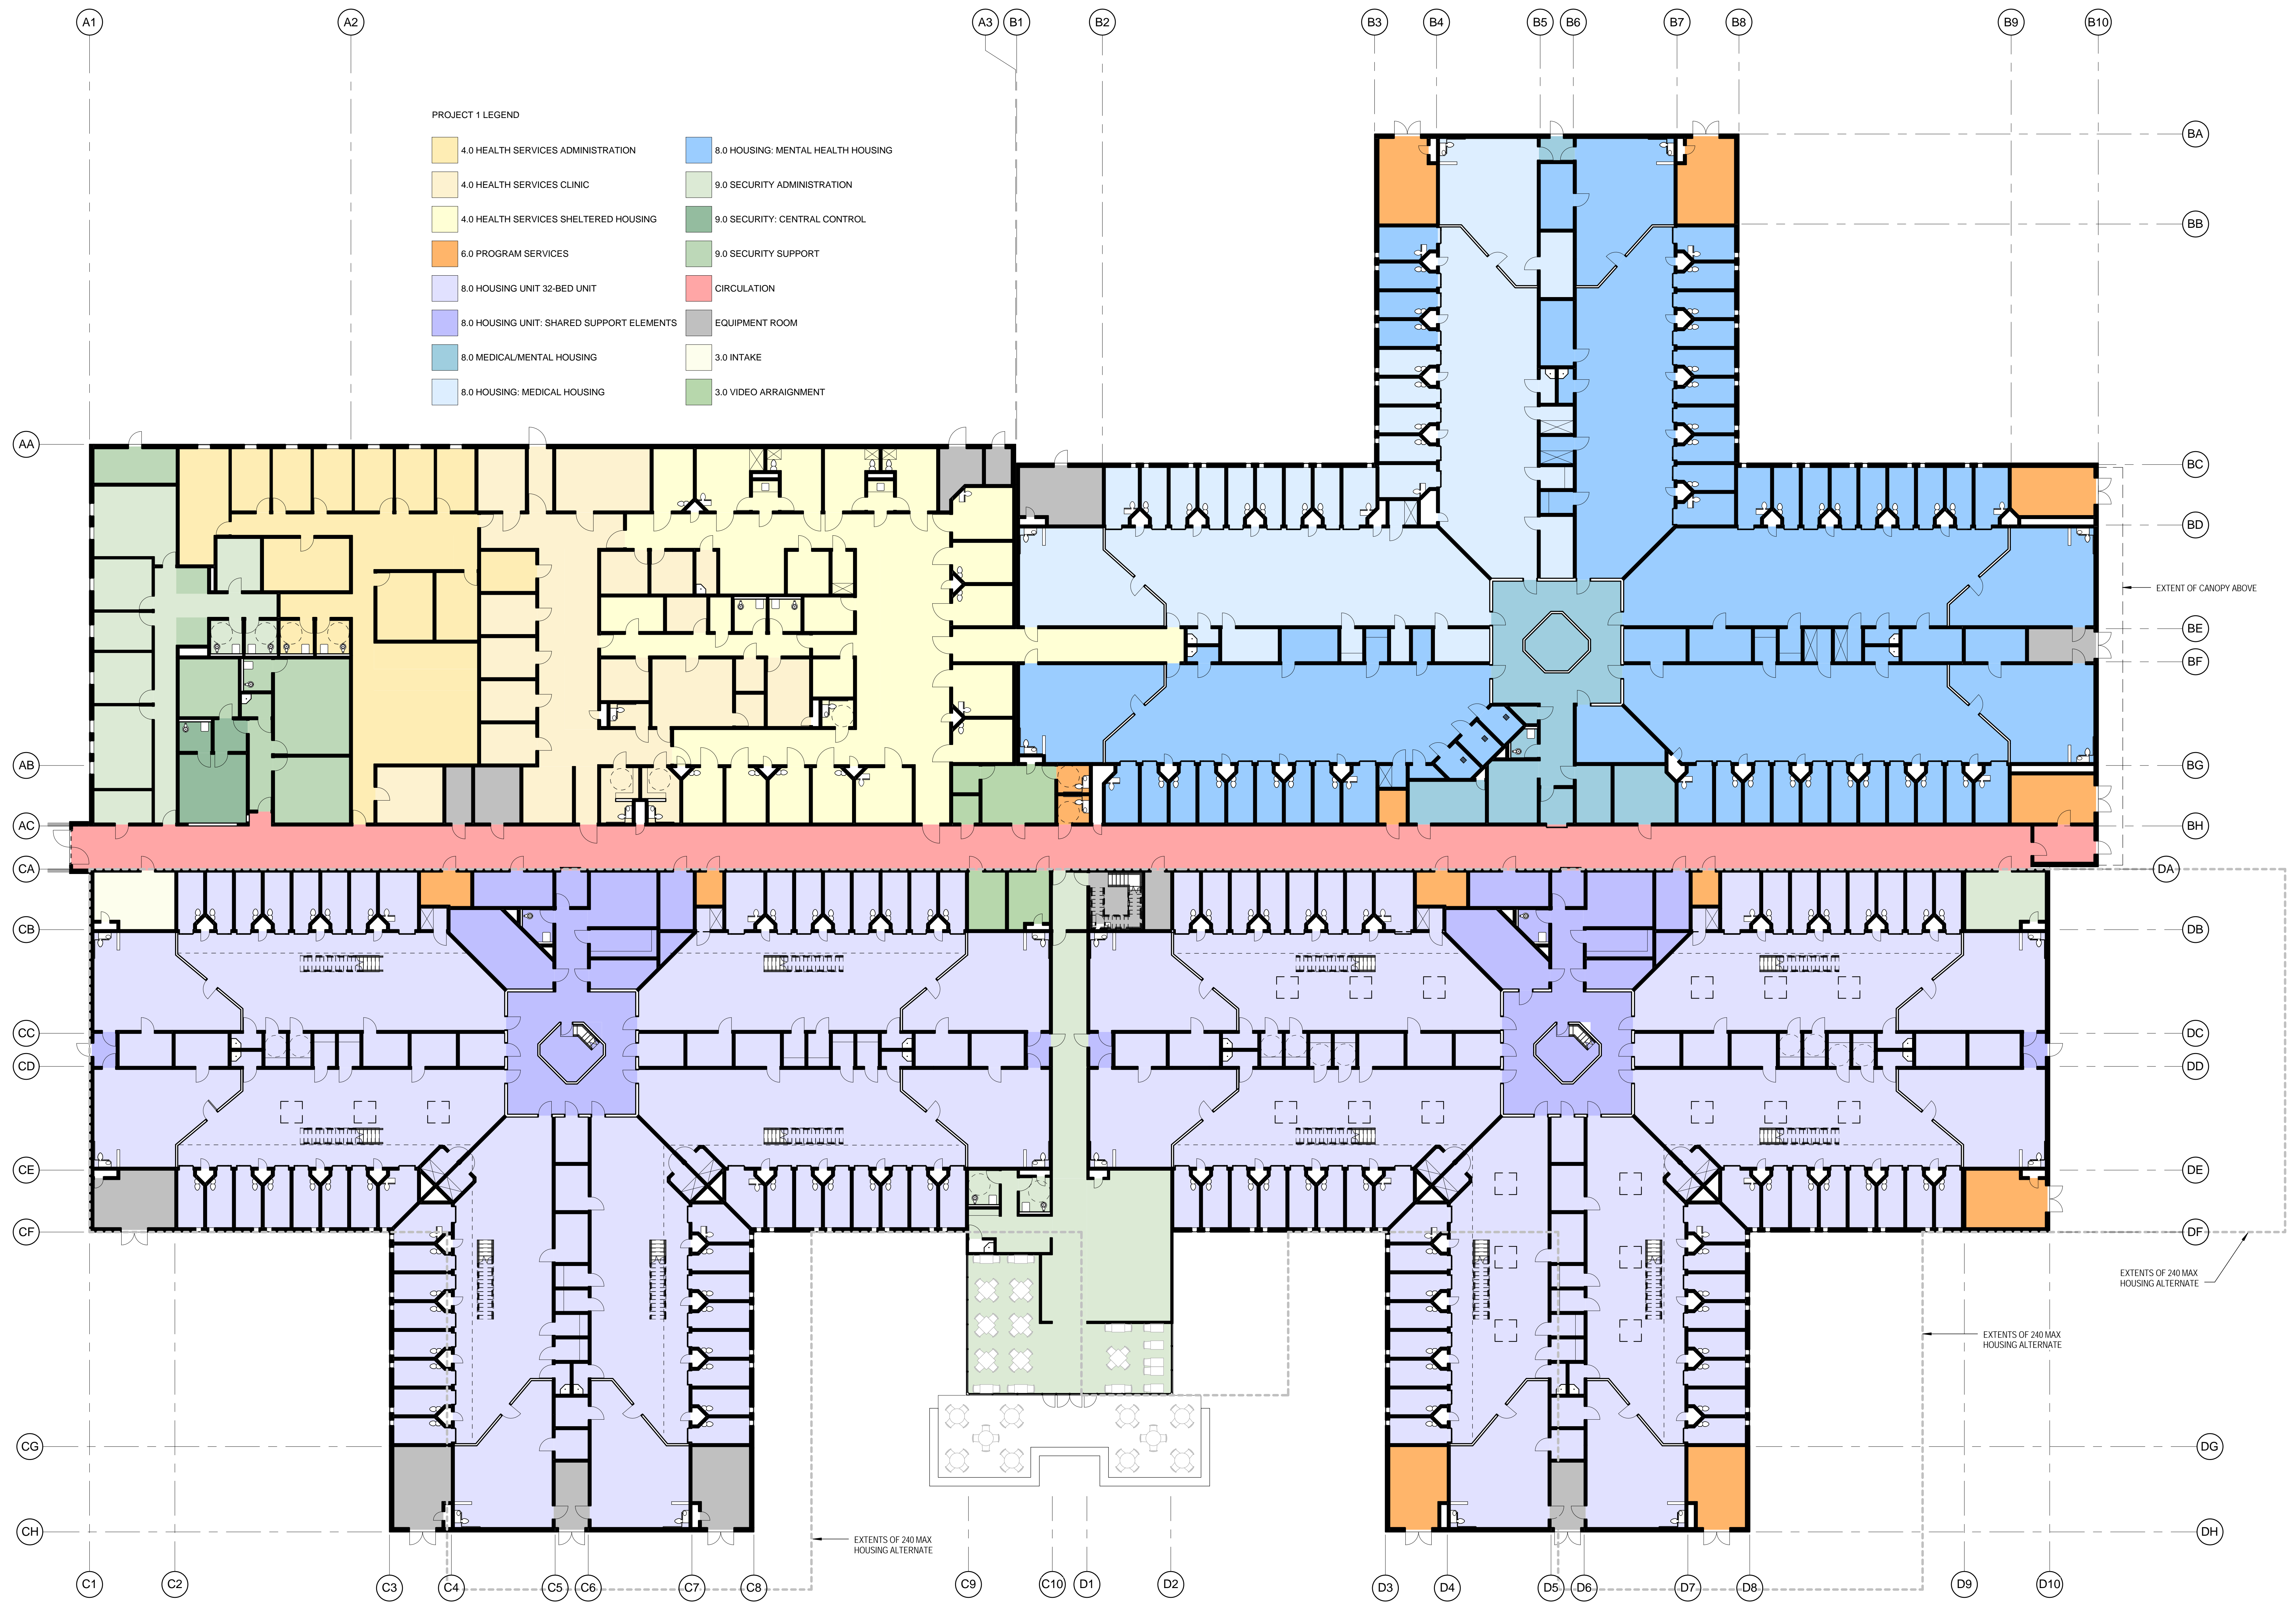 A1 A2 A3 B1 B2 B3 B4 B5 B6 B7 B8 B9 B10
PROJECT 1 LEGEND
4.0 HEALTH SERVICES ADMINISTRATION
4.0 HEALTH SERVICES CLINIC
4.0 HEALTH SERVICES SHELTERED HOUSING
6.0 PROGRAM SERVICES
8.0 HOUSING UNIT 32-BED UNIT
8.0 HOUSING UNIT: SHARED SUPPORT ELEMENTS
8.0 MEDICAL/MENTAL HOUSING
8.0 HOUSING: MEDICAL HOUSING
8.0 HOUSING: MENTAL HEALTH HOUSING
9.0 SECURITY ADMINISTRATION
9.0 SECURITY: CENTRAL CONTROL
9.0 SECURITY SUPPORT
CIRCULATION
EQUIPMENT ROOM
3.0 INTAKE
3.0 VIDEO ARRAIGNMENT
BA
BB
AA
BC
BD
EXTENT OF CANOPY ABOVE
BE
BF
AB
BG
AC
BH
CA
DA
CB
DB
CC
DC
CD
DD
CE
DE
CF
DF
EXTENTS OF 240 MAX
HOUSING ALTERNATE
EXTENTS OF 240 MAX
HOUSING ALTERNATE
CG
DG
CH
DH
EXTENTS OF 240 MAX
HOUSING ALTERNATE
C1 C2 C3 C4 C5 C6 C7 C8 C9 C10 D1 D2 D3 D4 D5 D6 D7 D8 D9 D10